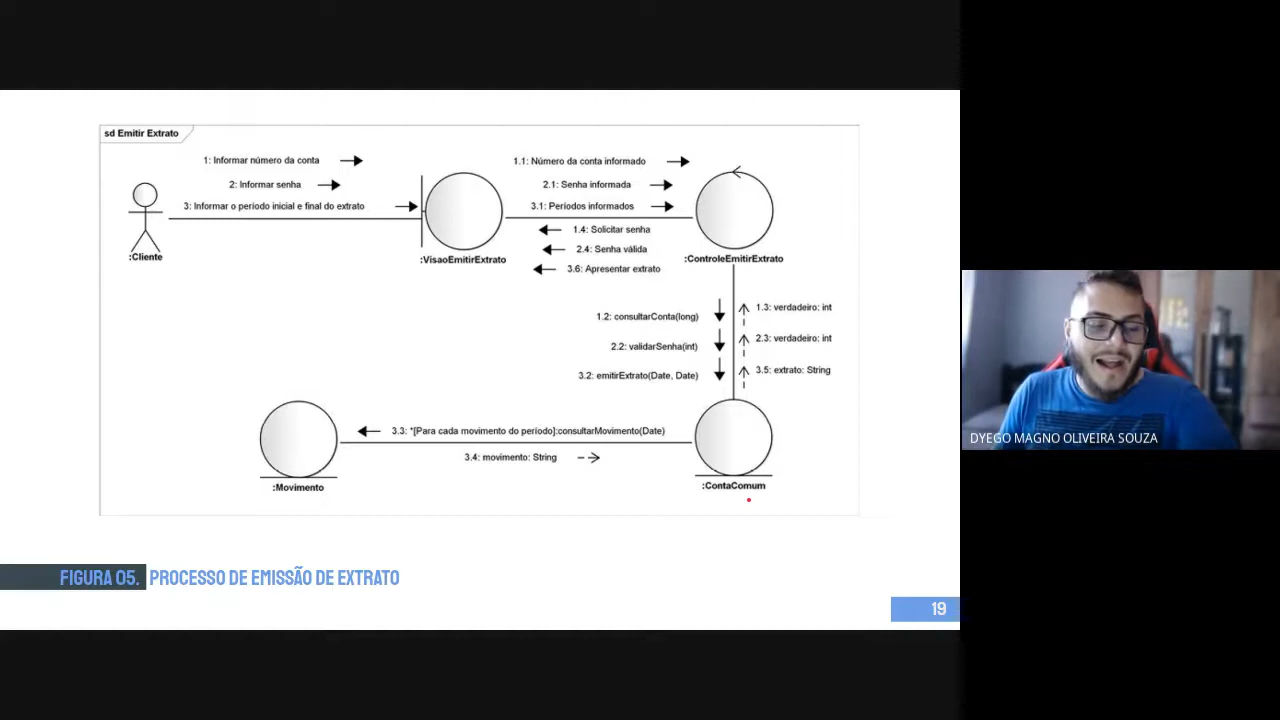 sd Emitir Extrato
1: Informar número da conta
2: Informar senha
3: Informar o período inicial e final do extrato
1.1: Número da conta informado
2.1: Senha informada
3.1: Períodos informados
1.4: Solicitar senha
2.4: Senha válida
3.6: Apresentar extrato
:Cliente
:VisaoEmitirExtrato
:ControleEmitirExtrato
1.2: consultarConta(long)
2.2: validarSenha(int)
3.2: emitirExtrato(Date, Date)
1.3: verdadeiro: int
2.3: verdadeiro: int
3.5: extrato: String
3.3: *[Para cada movimento do período]:consultarMovimento(Date)
3.4: movimento: String
:Movimento
:ContaComum
FIGURA 05. PROCESSO DE EMISSÃO DE EXTRATO
19
DYEGO MAGNO OLIVEIRA SOUZA